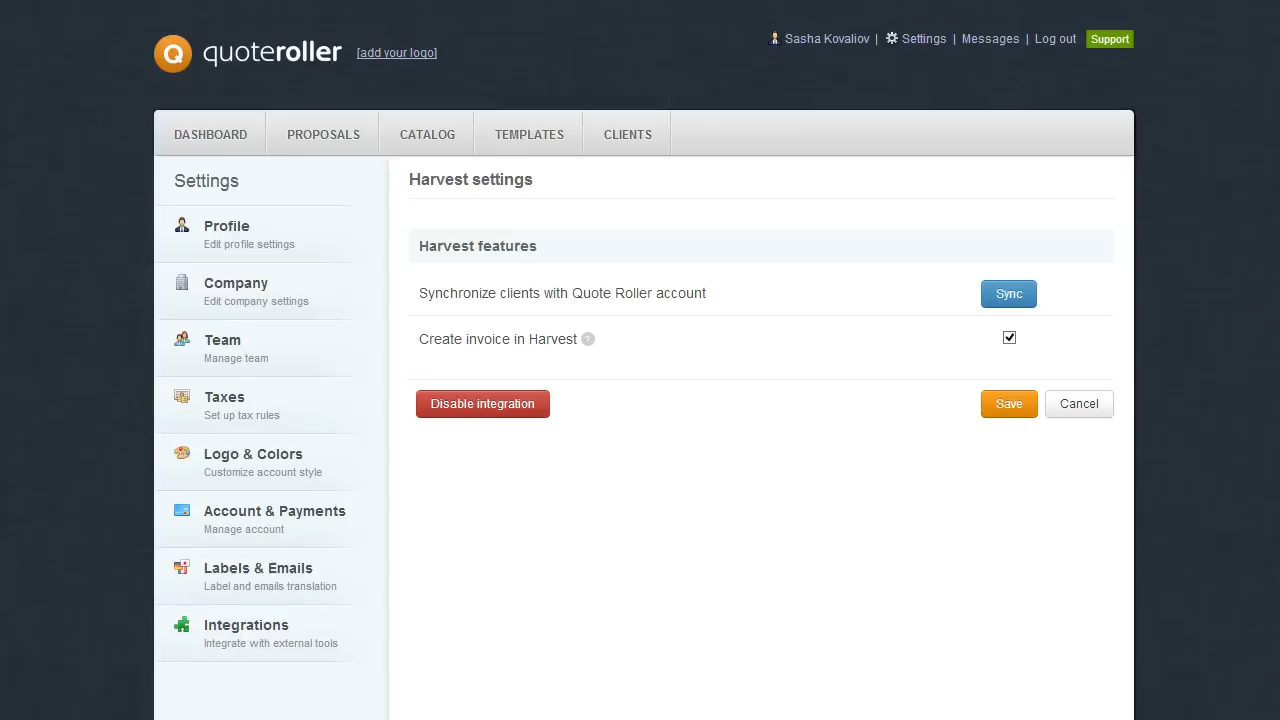 quoteroller [add your logo]
Sasha Kovaliov | Settings | Messages | Log out Support
DASHBOARD PROPOSALS CATALOG TEMPLATES CLIENTS
Settings
Profile
Edit profile settings
Company
Edit company settings
Team
Manage team
Taxes
Set up tax rules
Logo & Colors
Customize account style
Account & Payments
Manage account
Labels & Emails
Label and emails translation
Integrations
Integrate with external tools
Harvest settings
Harvest features
Synchronize clients with Quote Roller account Sync
Create invoice in Harvest ?
Disable integration Save Cancel